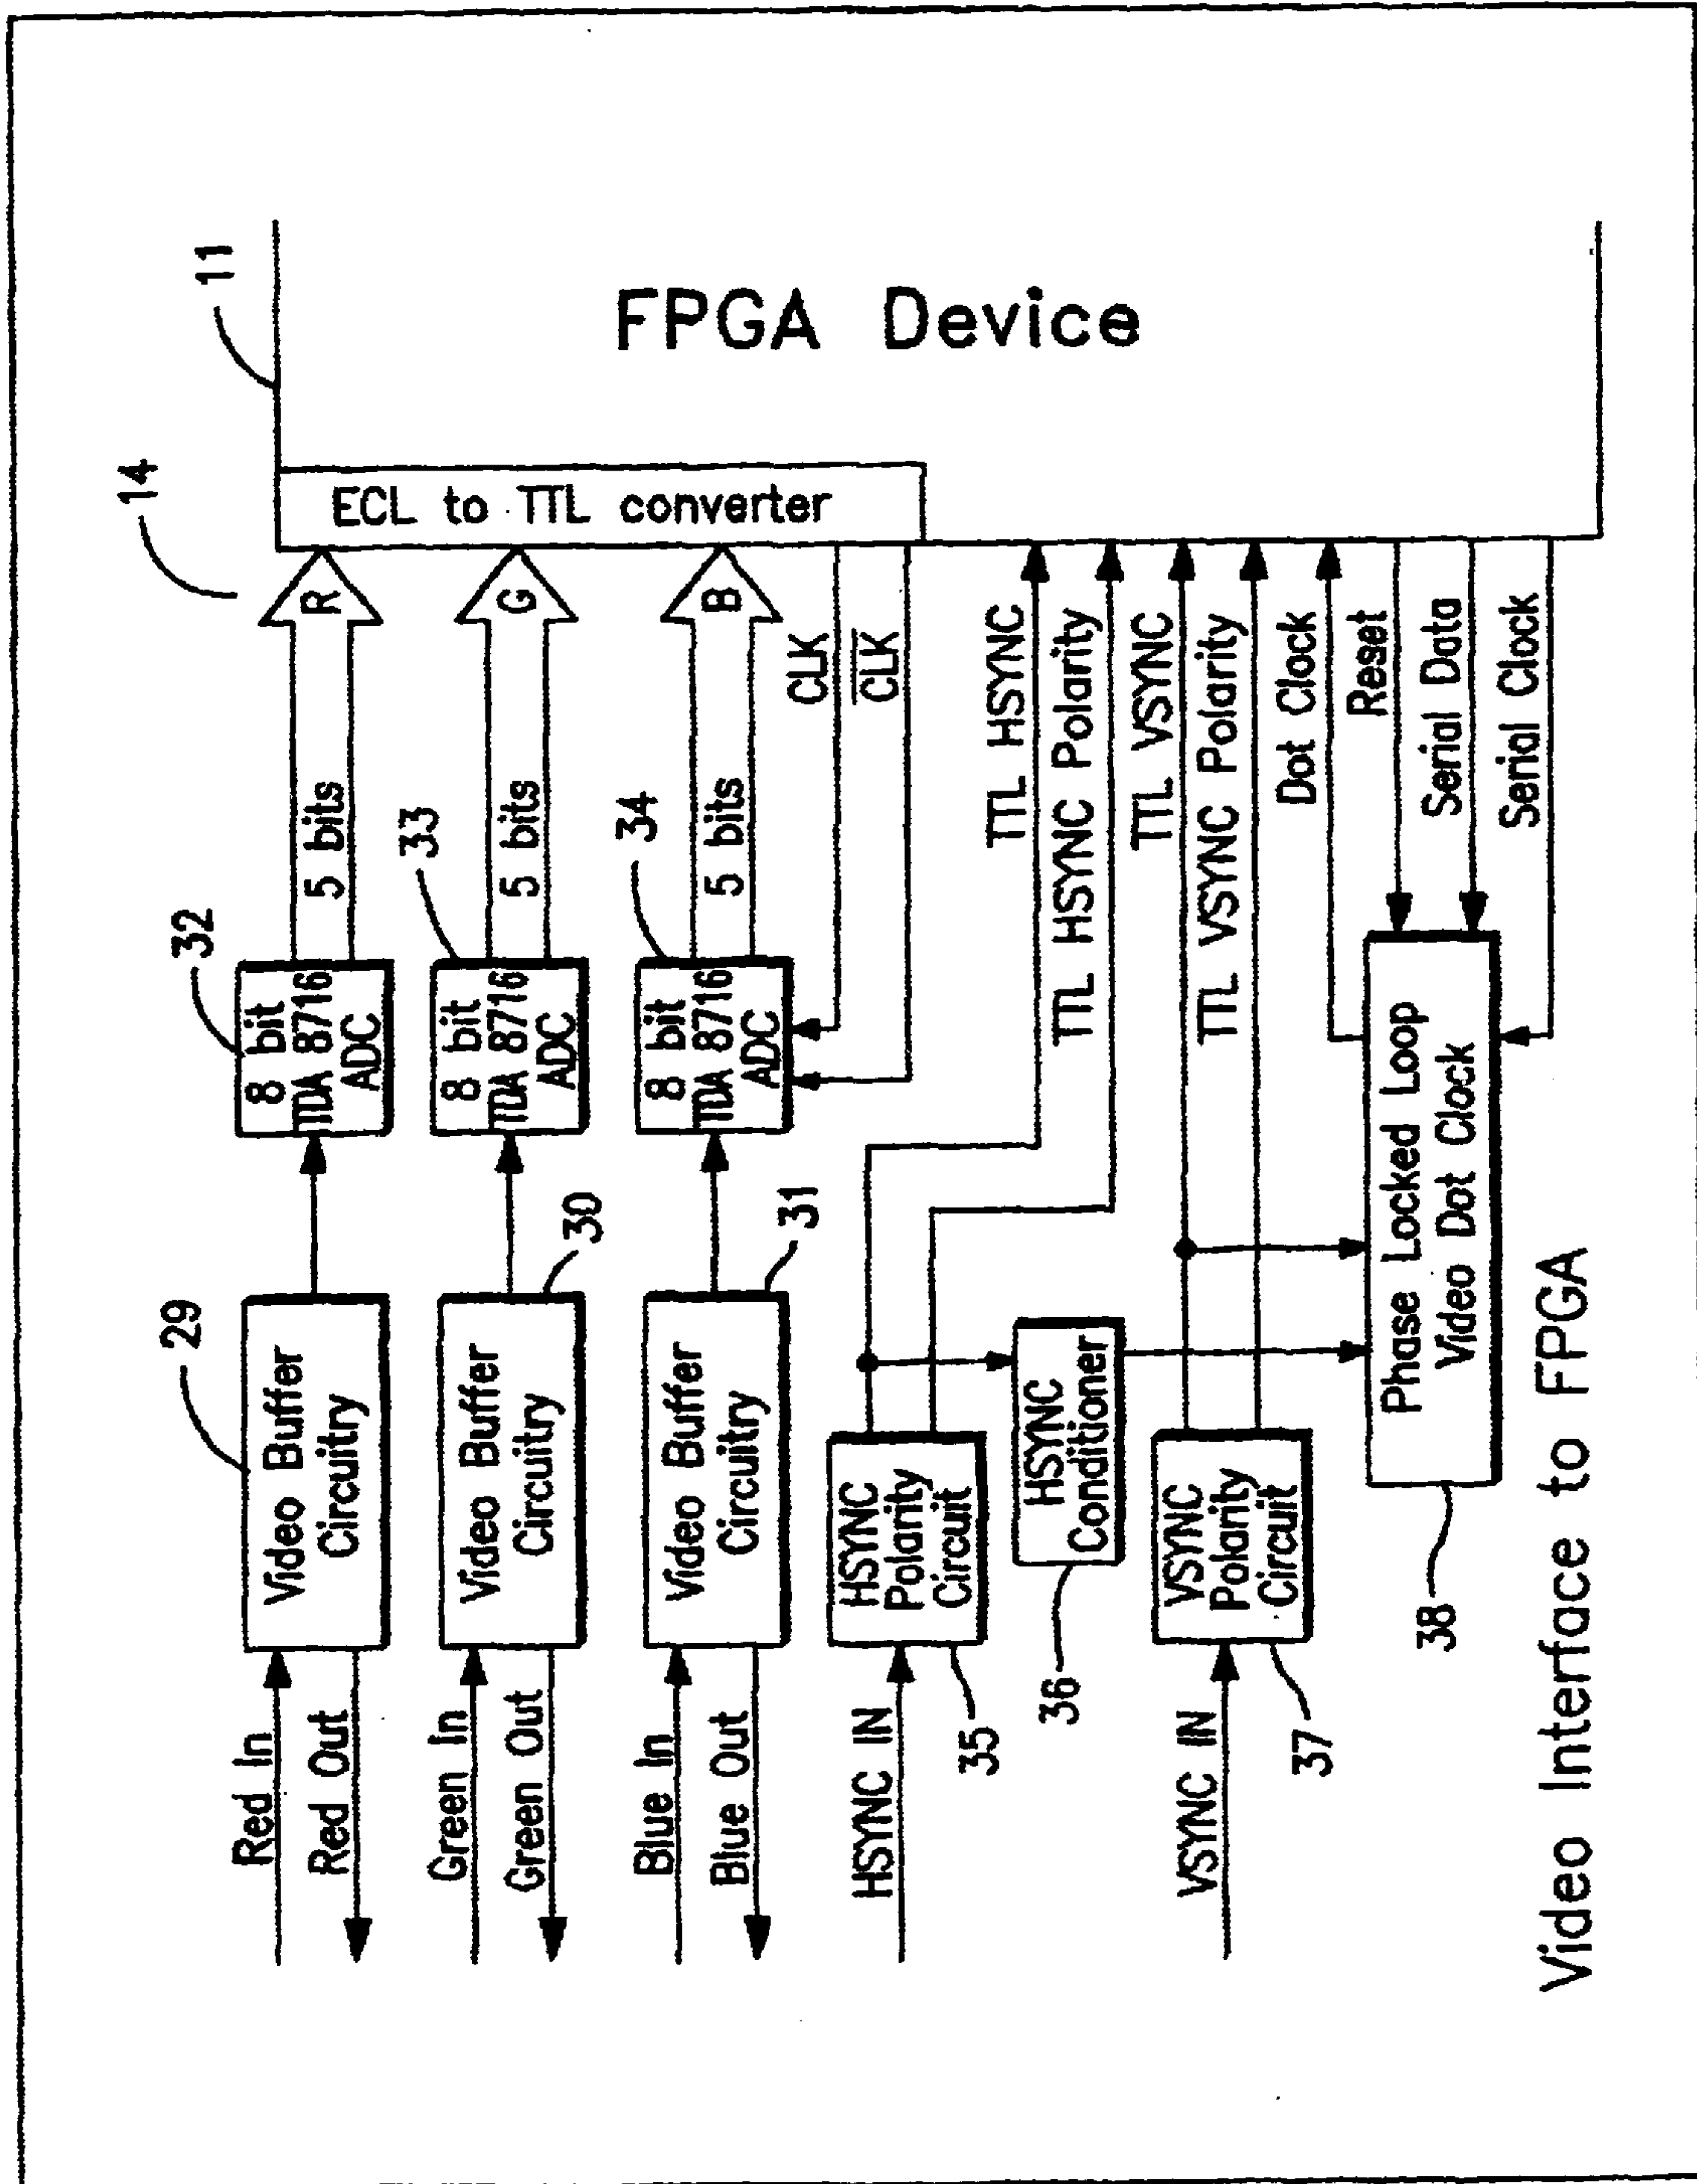 14
11
Red In
Red Out
29
Video Buffer
Circuitry
32
8 bit
TDA 8716
ADC
5 bits
R
Green In
Green Out
30
Video Buffer
Circuitry
33
8 bit
TDA 8716
ADC
5 bits
G
Blue In
Blue Out
31
Video Buffer
Circuitry
34
8 bit
TDA 8716
ADC
5 bits
B
ECL to TTL converter
FPGA Device
CLK
CLK
HSYNC IN
35
HSYNC
Polarity
Circuit
TTL HSYNC
TTL HSYNC Polarity
36
HSYNC
Conditioner
VSYNC IN
37
VSYNC
Polarity
Circuit
TTL VSYNC
TTL VSYNC Polarity
38
Phase Locked Loop
Video Dot Clock
Dot Clock
Reset
Serial Data
Serial Clock
Video Interface to FPGA